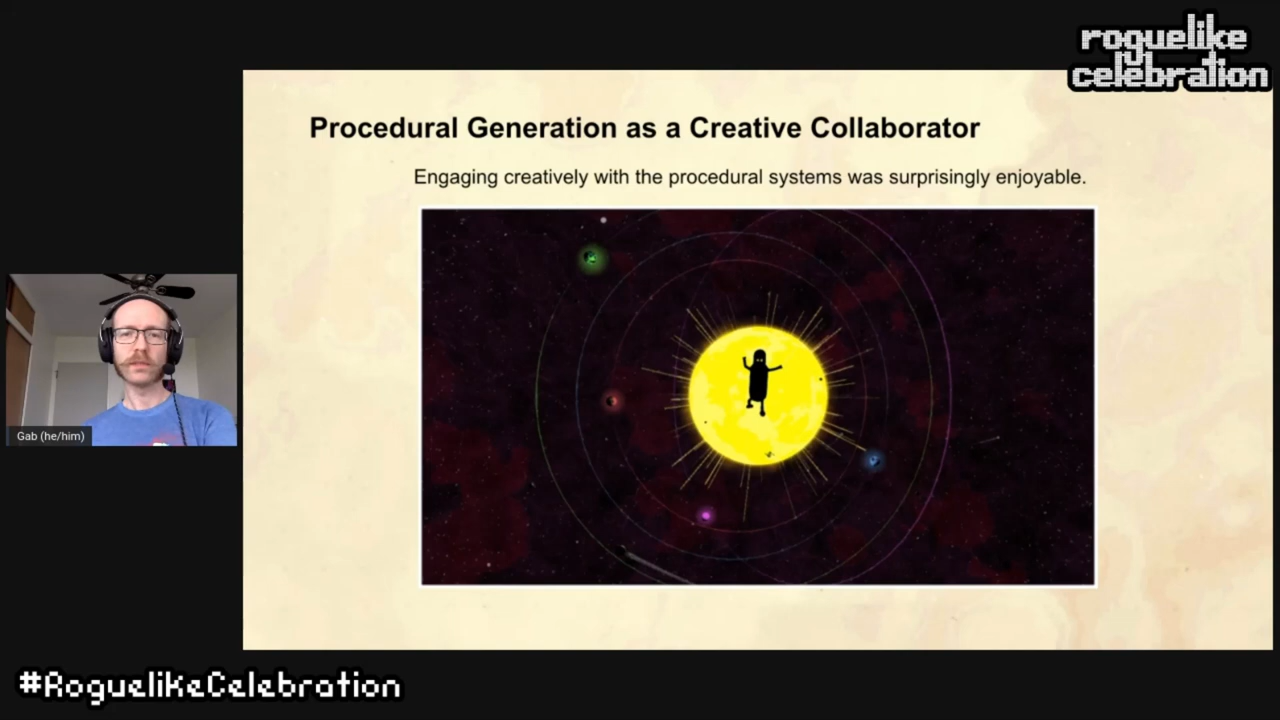 roguelike
celebration
Procedural Generation as a Creative Collaborator
Engaging creatively with the procedural systems was surprisingly enjoyable.
Gab (he/him)
#RoguelikeCelebration